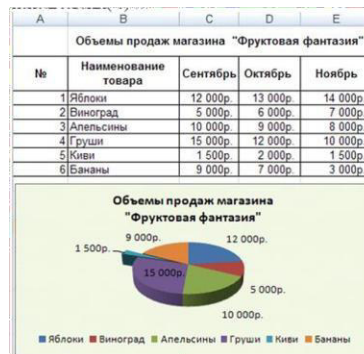 A B C D E
Объемы продаж магазина "Фруктовая фантазия"
№ Наименование товара Сентябрь Октябрь Ноябрь
1 Яблоки 12 000р. 13 000р. 14 000р.
2 Виноград 5 000р. 6 000р. 7 000р.
3 Апельсины 10 000р. 9 000р. 8 000р.
4 Груши 15 000р. 12 000р. 10 000р.
5 Киви 1 500р. 2 000р. 1 500р.
6 Бананы 9 000р. 7 000р. 3 000р.
Объемы продаж магазина
"Фруктовая фантазия"
9 000р.
12 000р.
1 500р.
15 000р.
5 000р.
10 000р.
Яблоки Виноград Апельсины Груши Киви Бананы